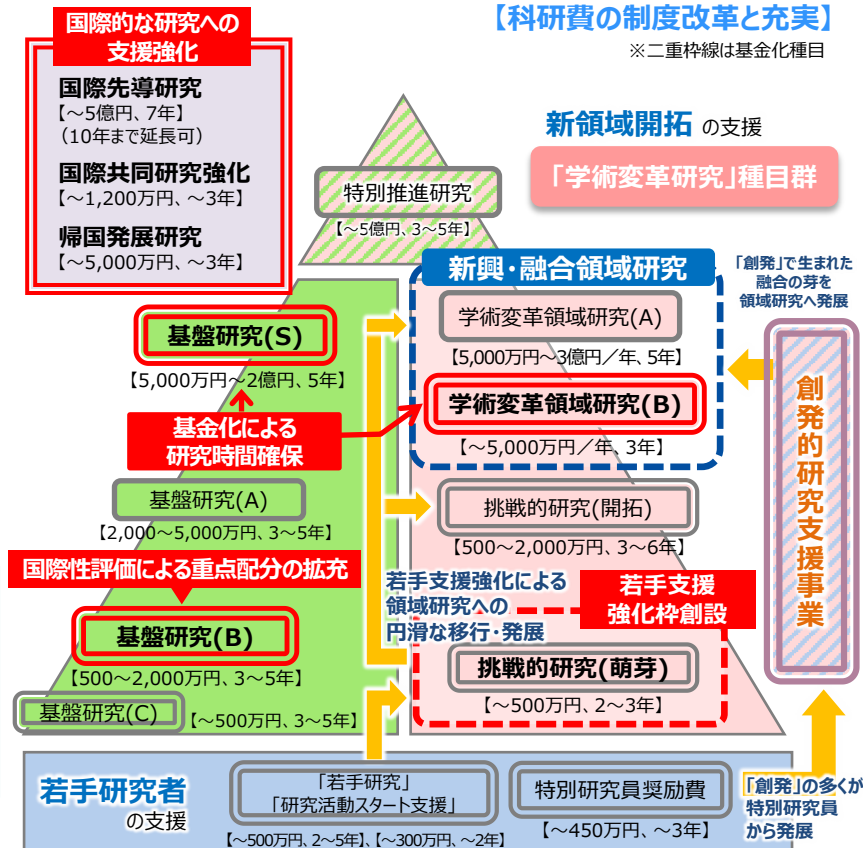 【科研費の制度改革と充実】
※二重枠線は基金化種目
国際的な研究への
支援強化
国際先導研究
【～5億円、7年】
（10年まで延長可）
国際共同研究強化
【～1,200万円、～3年】
帰国発展研究
【～5,000万円、～3年】
新領域開拓 の支援
「学術変革研究」種目群
特別推進研究
【～5億円、3～5年】
新興・融合領域研究
「創発」で生まれた
融合の芽を
領域研究へ発展
学術変革領域研究(A)
【5,000万円～3億円／年、5年】
学術変革領域研究(B)
【～5,000万円／年、3年】
基盤研究(S)
【5,000万円～2億円、5年】
基金化による
研究時間確保
基盤研究(A)
【2,000～5,000万円、3～5年】
挑戦的研究(開拓)
【500～2,000万円、3～6年】
国際性評価による重点配分の拡充
基盤研究(B)
【500～2,000万円、3～5年】
基盤研究(C)
【～500万円、3～5年】
若手支援強化による
領域研究への
円滑な移行・発展
若手支援
強化枠創設
挑戦的研究(萌芽)
【～500万円、2～3年】
創発的研究支援事業
若手研究者
の支援
「若手研究」
「研究活動スタート支援」
【～500万円、2～5年】、【～300万円、～2年】
特別研究員奨励費
【～450万円、～3年】
「創発」の多くが
特別研究員
から発展